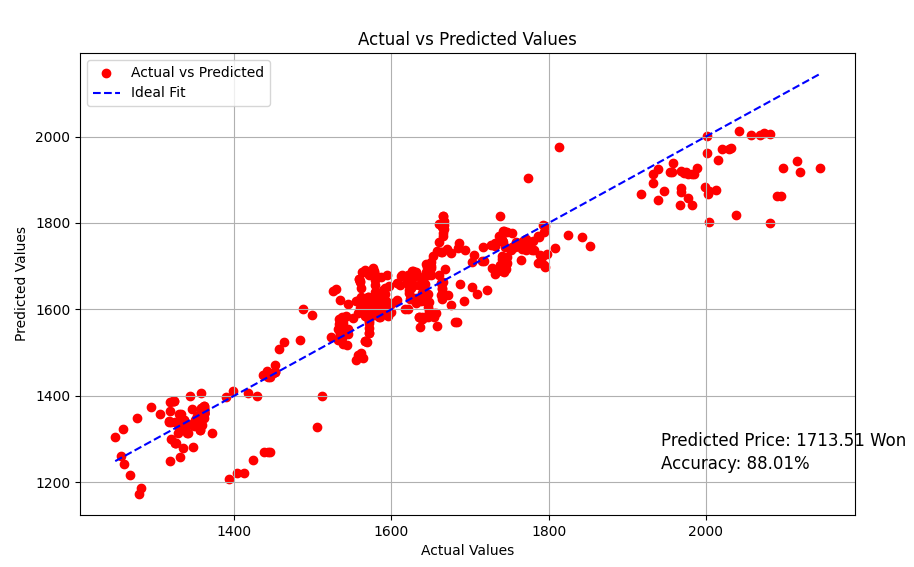 Actual vs Predicted Values
Actual vs Predicted
Ideal Fit
2000
1800
1600
1400
1200
Predicted Values
Predicted Price: 1713.51 Won
Accuracy: 88.01%
1400 1600 1800 2000
Actual Values